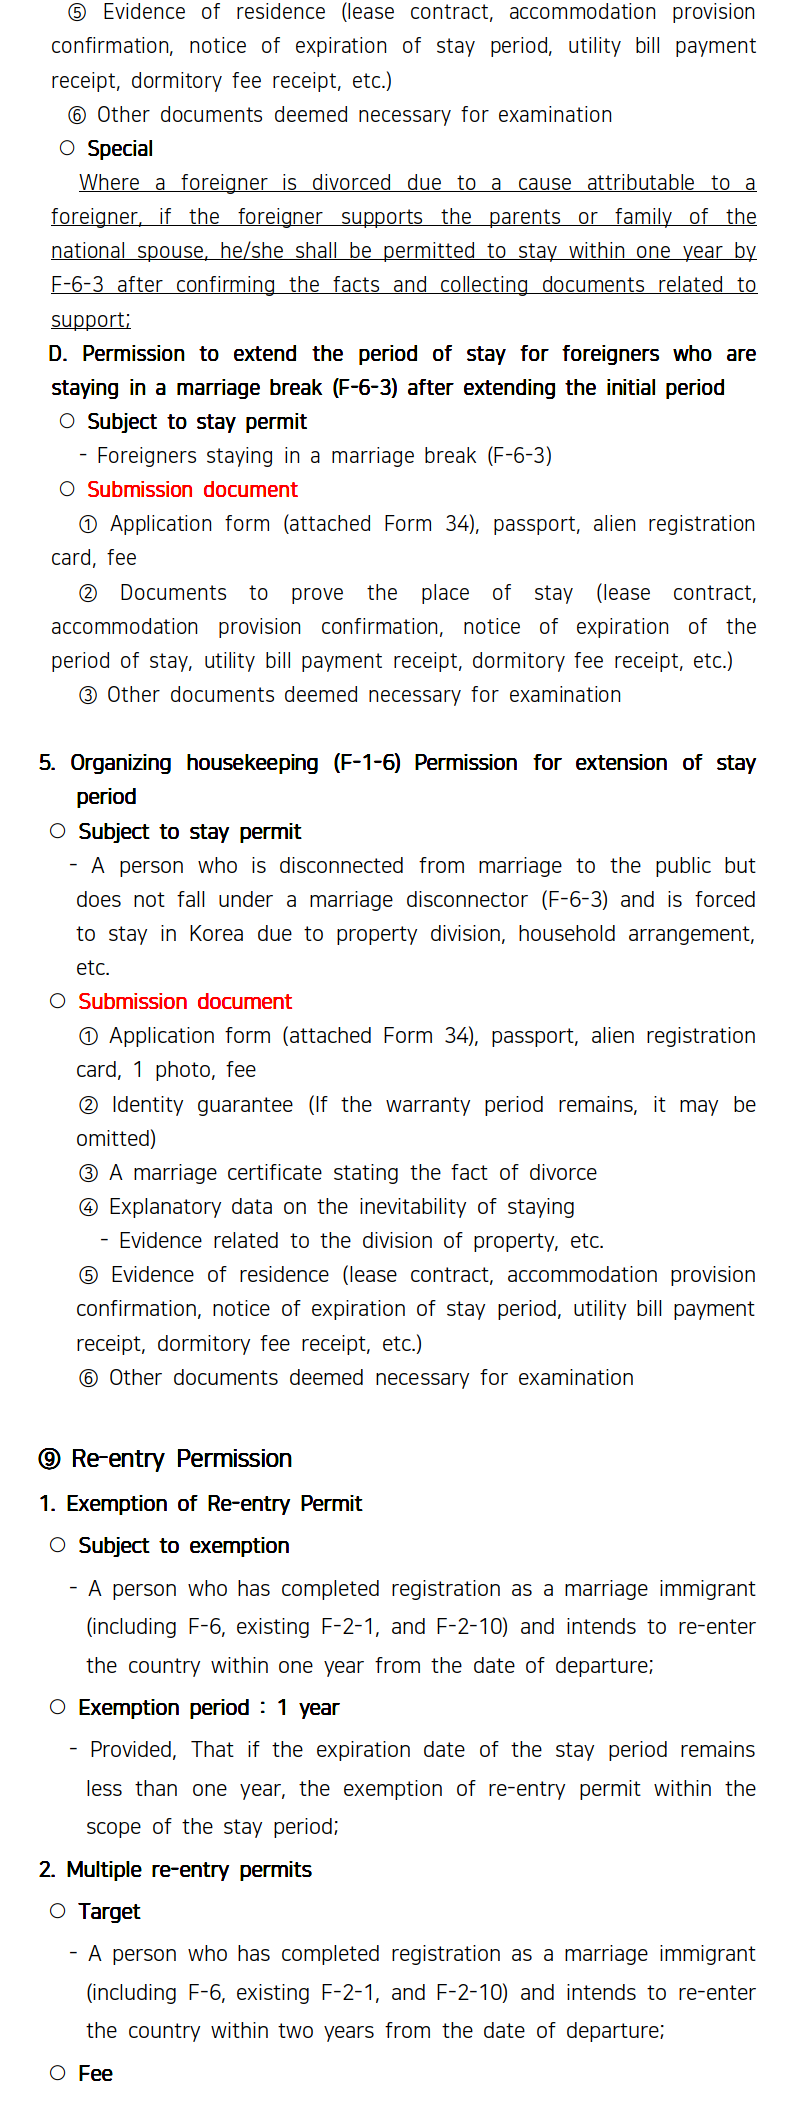 ⑤ Evidence of residence (lease contract, accommodation provision
confirmation, notice of expiration of stay period, utility bill payment
receipt, dormitory fee receipt, etc.)
⑥ Other documents deemed necessary for examination
○ Special
Where a foreigner is divorced due to a cause attributable to a
foreigner, if the foreigner supports the parents or family of the
national spouse, he/she shall be permitted to stay within one year by
F-6-3 after confirming the facts and collecting documents related to
support;
D. Permission to extend the period of stay for foreigners who are
staying in a marriage break (F-6-3) after extending the initial period
○ Subject to stay permit
- Foreigners staying in a marriage break (F-6-3)
○ Submission document
① Application form (attached Form 34), passport, alien registration
card, fee
② Documents to prove the place of stay (lease contract,
accommodation provision confirmation, notice of expiration of the
period of stay, utility bill payment receipt, dormitory fee receipt, etc.)
③ Other documents deemed necessary for examination
5. Organizing housekeeping (F-1-6) Permission for extension of stay
period
○ Subject to stay permit
- A person who is disconnected from marriage to the public but
does not fall under a marriage disconnector (F-6-3) and is forced
to stay in Korea due to property division, household arrangement,
etc.
○ Submission document
① Application form (attached Form 34), passport, alien registration
card, 1 photo, fee
② Identity guarantee (If the warranty period remains, it may be
omitted)
③ A marriage certificate stating the fact of divorce
④ Explanatory data on the inevitability of staying
- Evidence related to the division of property, etc.
⑤ Evidence of residence (lease contract, accommodation provision
confirmation, notice of expiration of stay period, utility bill payment
receipt, dormitory fee receipt, etc.)
⑥ Other documents deemed necessary for examination
⑨ Re-entry Permission
1. Exemption of Re-entry Permit
○ Subject to exemption
- A person who has completed registration as a marriage immigrant
(including F-6, existing F-2-1, and F-2-10) and intends to re-enter
the country within one year from the date of departure;
○ Exemption period : 1 year
- Provided, That if the expiration date of the stay period remains
less than one year, the exemption of re-entry permit within the
scope of the stay period;
2. Multiple re-entry permits
○ Target
- A person who has completed registration as a marriage immigrant
(including F-6, existing F-2-1, and F-2-10) and intends to re-enter
the country within two years from the date of departure;
○ Fee